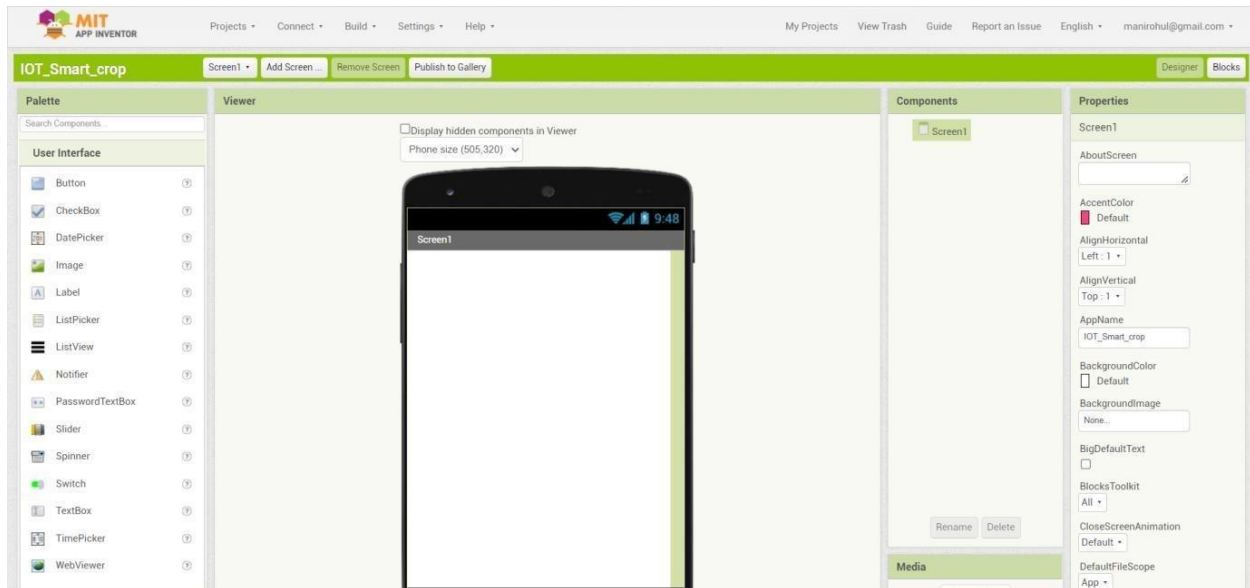 MIT
APP INVENTOR
Projects Connect Build Settings Help My Projects View Trash Guide Report an Issue English manirohul@gmail.com
IOT_Smart_crop Screen1 Add Screen ... Remove Screen Publish to Gallery Designer Blocks
Palette
Search Components...
User Interface
Button
CheckBox
DatePicker
Image
Label
ListPicker
ListView
Notifier
PasswordTextBox
Slider
Spinner
Switch
TextBox
TimePicker
WebViewer
Viewer
Display hidden components in Viewer
Phone size (505,320)
9:48
Screen1
Components
Screen1
Rename Delete
Media
Properties
Screen1
AboutScreen
AccentColor
Default
AlignHorizontal
Left : 1
AlignVertical
Top : 1
AppName
IOT_Smart_crop
BackgroundColor
Default
BackgroundImage
None...
BigDefaultText
BlocksToolkit
All
CloseScreenAnimation
Default
DefaultFileScope
App